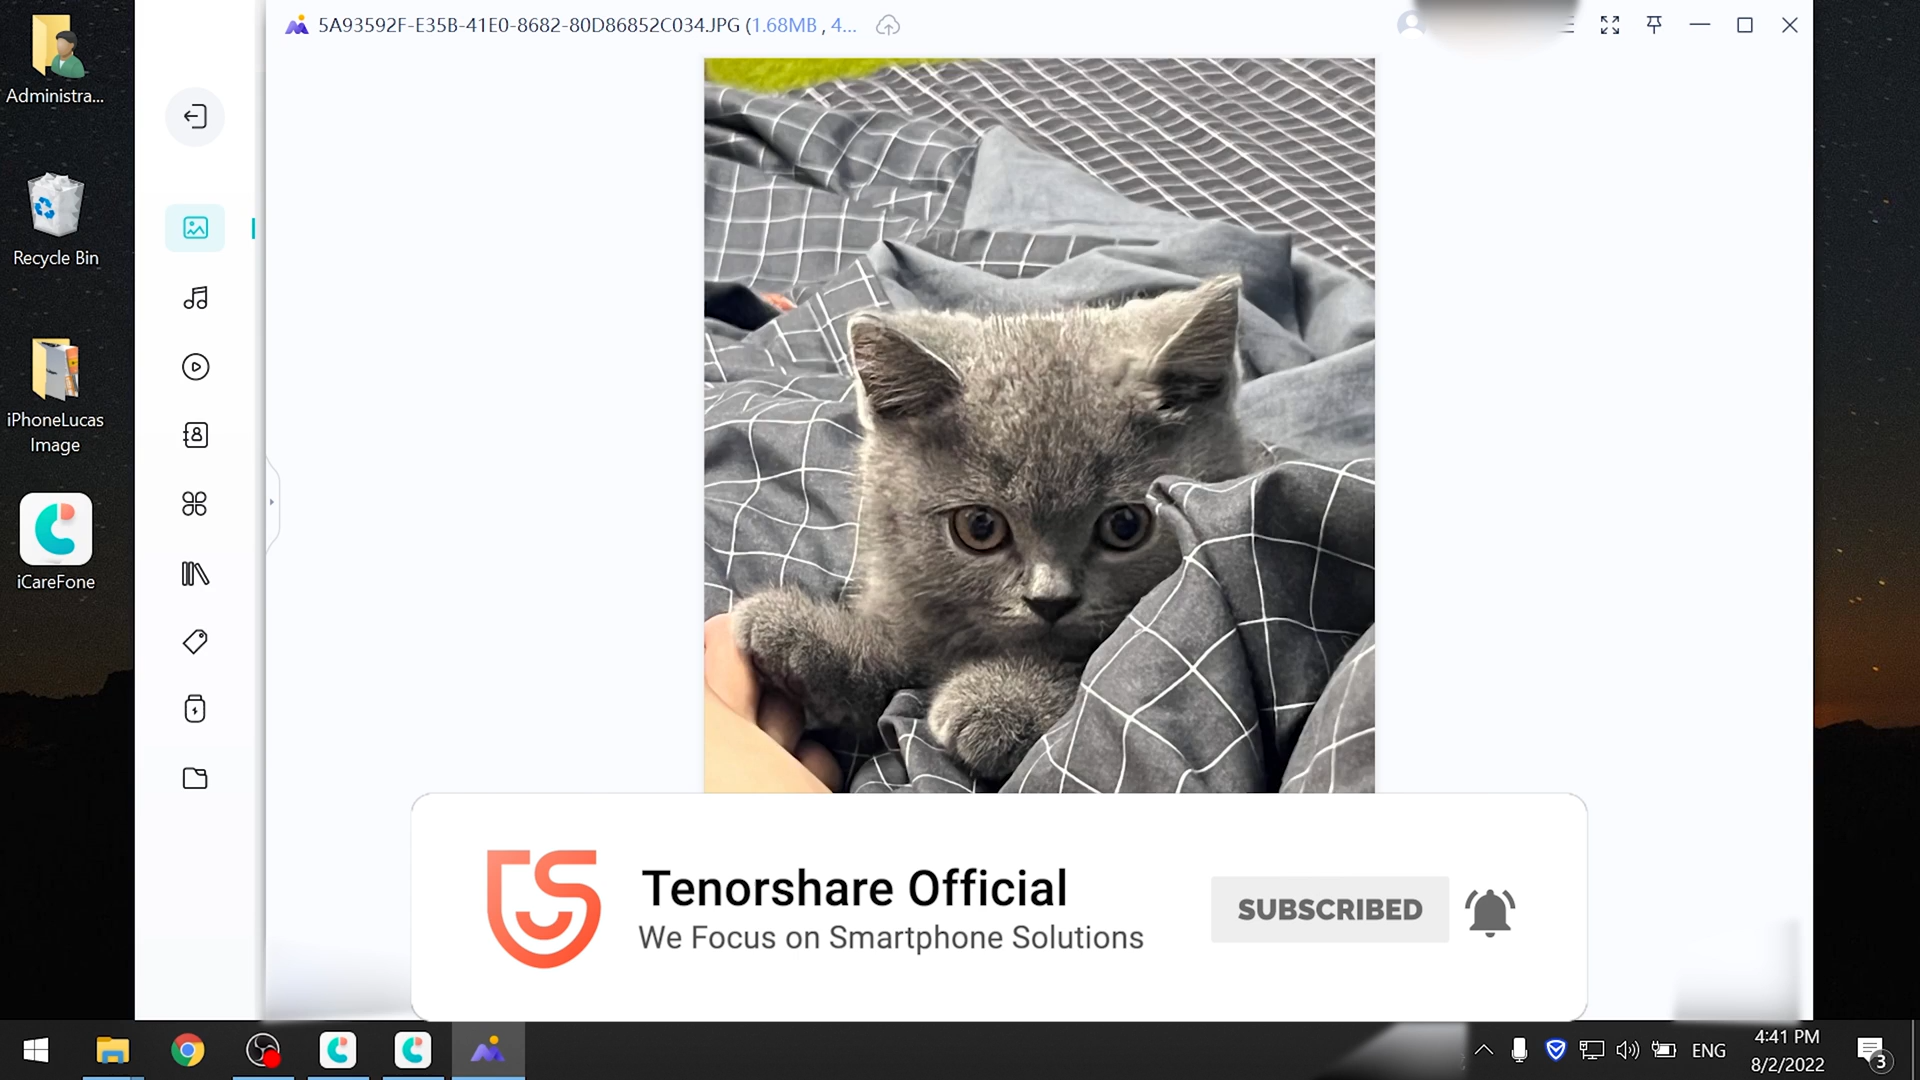 5A93592F-E35B-41E0-8682-80D86852C034.JPG (1.68MB , 4...
Administra...
Recycle Bin
iPhoneLucas
Image
iCareFone
Tenorshare Official
We Focus on Smartphone Solutions
SUBSCRIBED
ENG
4:41 PM
8/2/2022
3